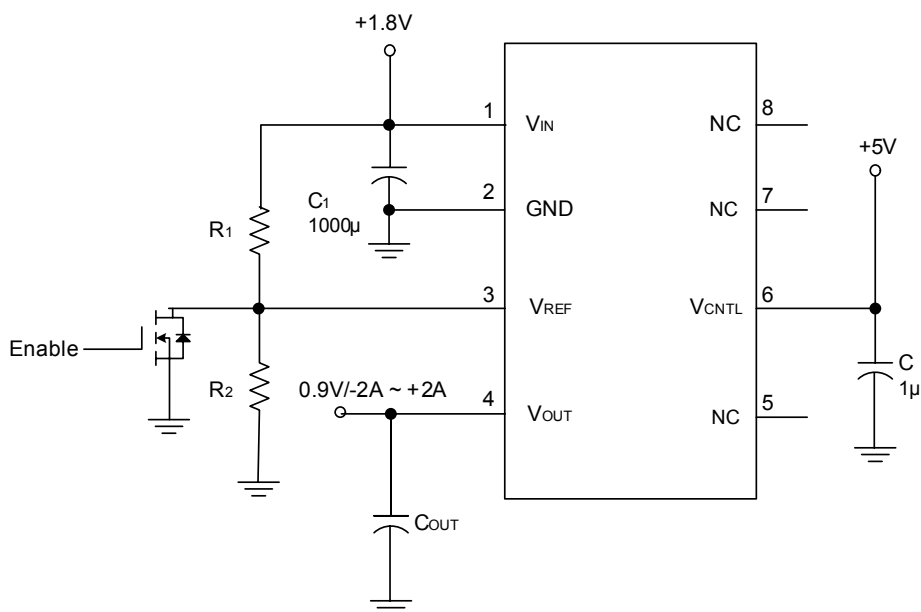 +1.8V
1
VIN
NC
8
+5V
C1
1000µ
2
GND
NC
7
R1
3
VREF
VCNTL
6
Enable
R2
0.9V/-2A ~ +2A
4
VOUT
NC
5
C
1µ
COUT